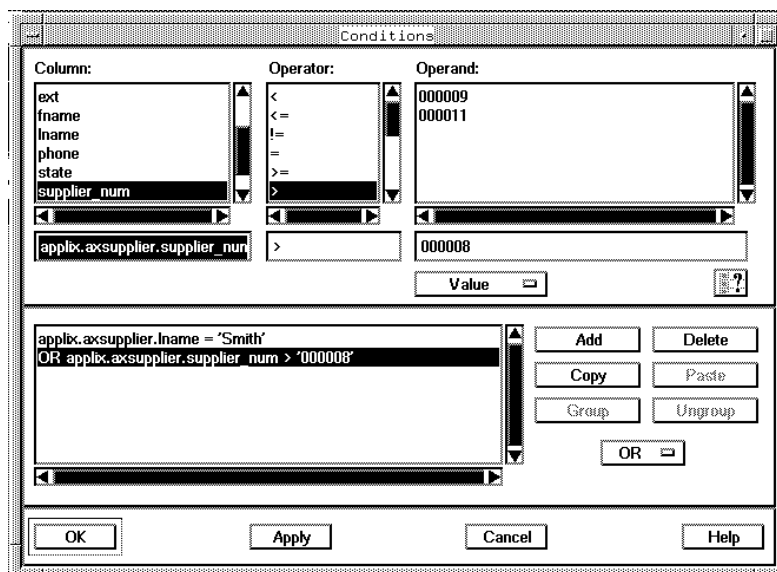 Conditions
Column: Operator: Operand:
ext < 000009
fname <= 000011
lname !=
phone =
state >=
supplier_num >
applix.axsupplier.supplier_num > 000008
Value ?
applix.axsupplier.lname = 'Smith'
OR applix.axsupplier.supplier_num > '000008'
Add Delete
Copy Paste
Group Ungroup
OR
OK Apply Cancel Help